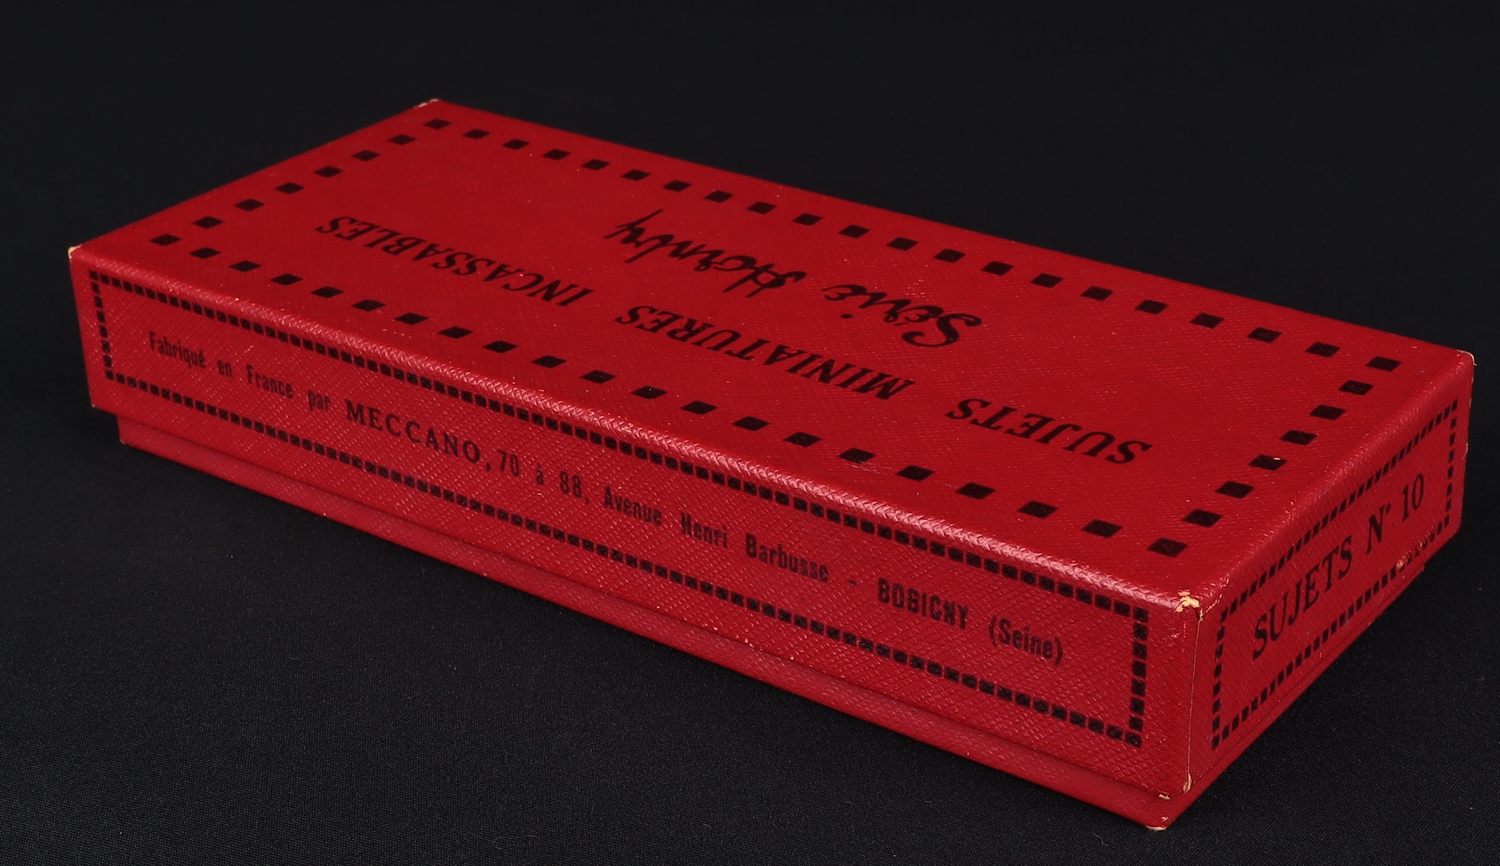 SUJETS MINIATURES INCASSABLES
Série Hornby
Fabriqué en France par MECCANO, 70 à 88, Avenue Henri Barbusse - BOBIGNY (Seine)
SUJETS N° 10